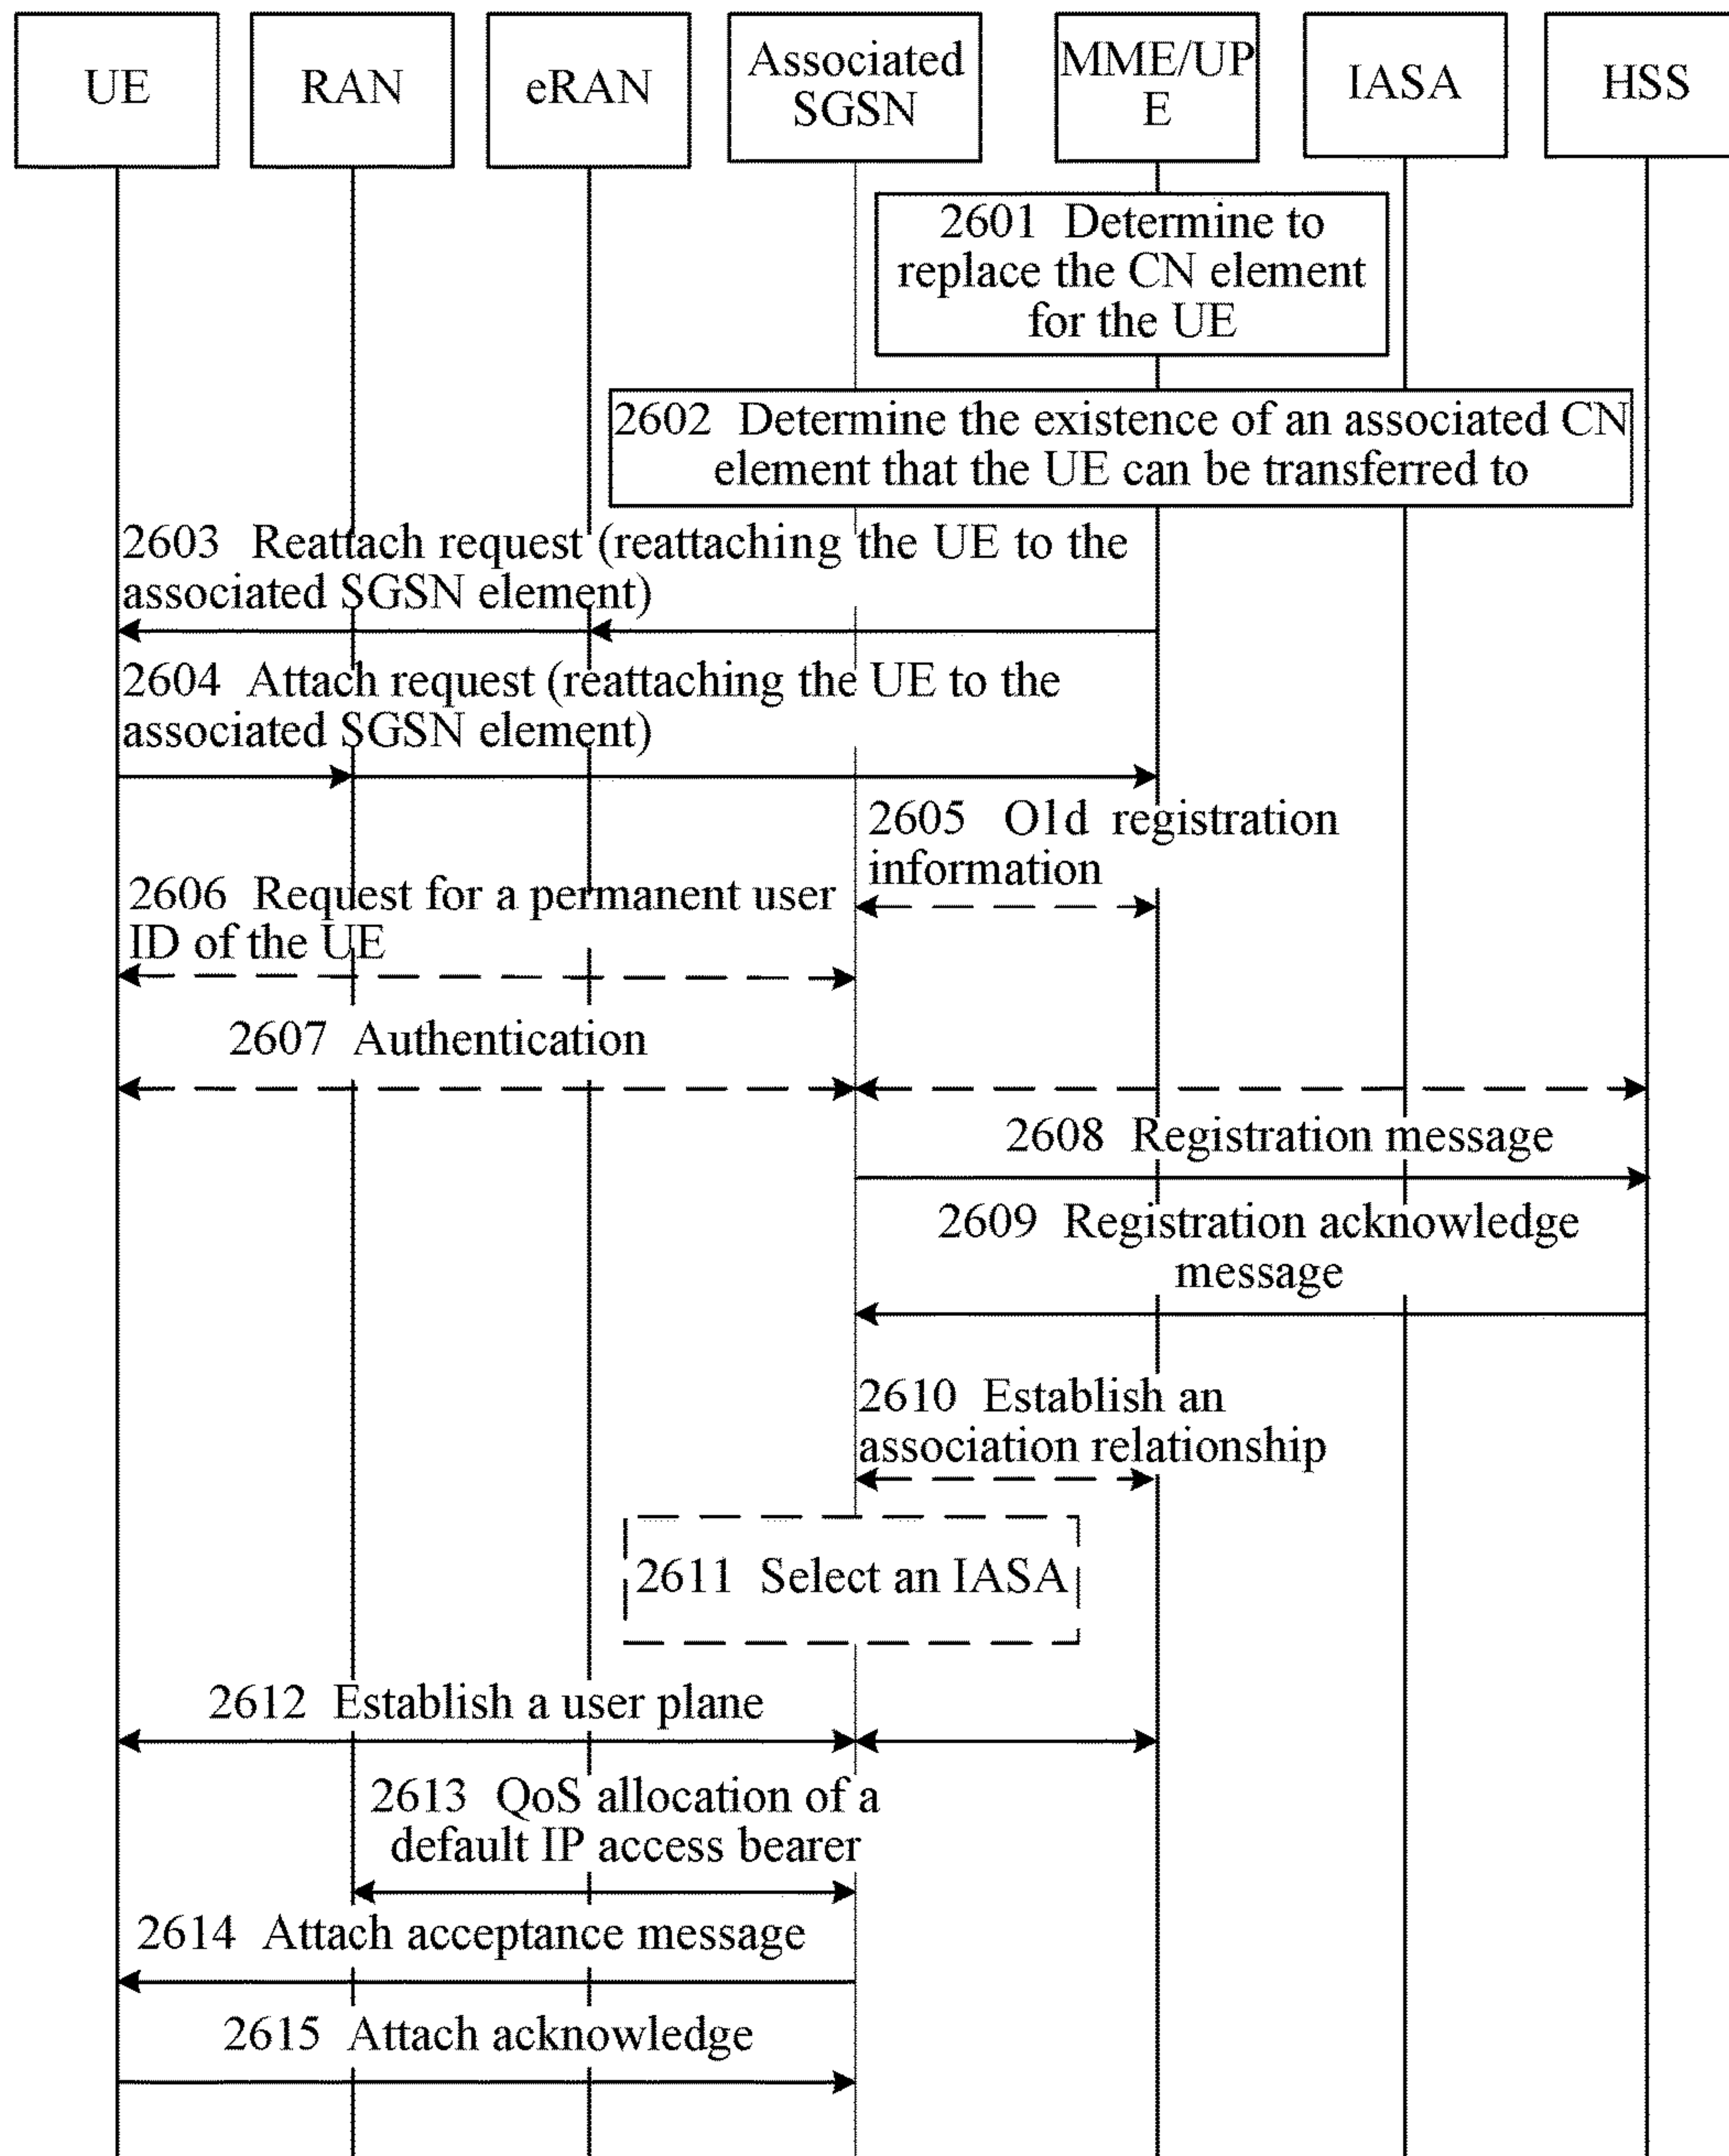 UE
RAN
eRAN
Associated
SGSN
MME/UP
E
IASA
HSS
2601 Determine to
replace the CN element
for the UE
2602 Determine the existence of an associated CN
element that the UE can be transferred to
2603 Reattach request (reattaching the UE to the
associated SGSN element)
2604 Attach request (reattaching the UE to the
associated SGSN element)
2605 Old registration
information
2606 Request for a permanent user
ID of the UE
2607 Authentication
2608 Registration message
2609 Registration acknowledge
message
2610 Establish an
association relationship
2611 Select an IASA
2612 Establish a user plane
2613 QoS allocation of a
default IP access bearer
2614 Attach acceptance message
2615 Attach acknowledge